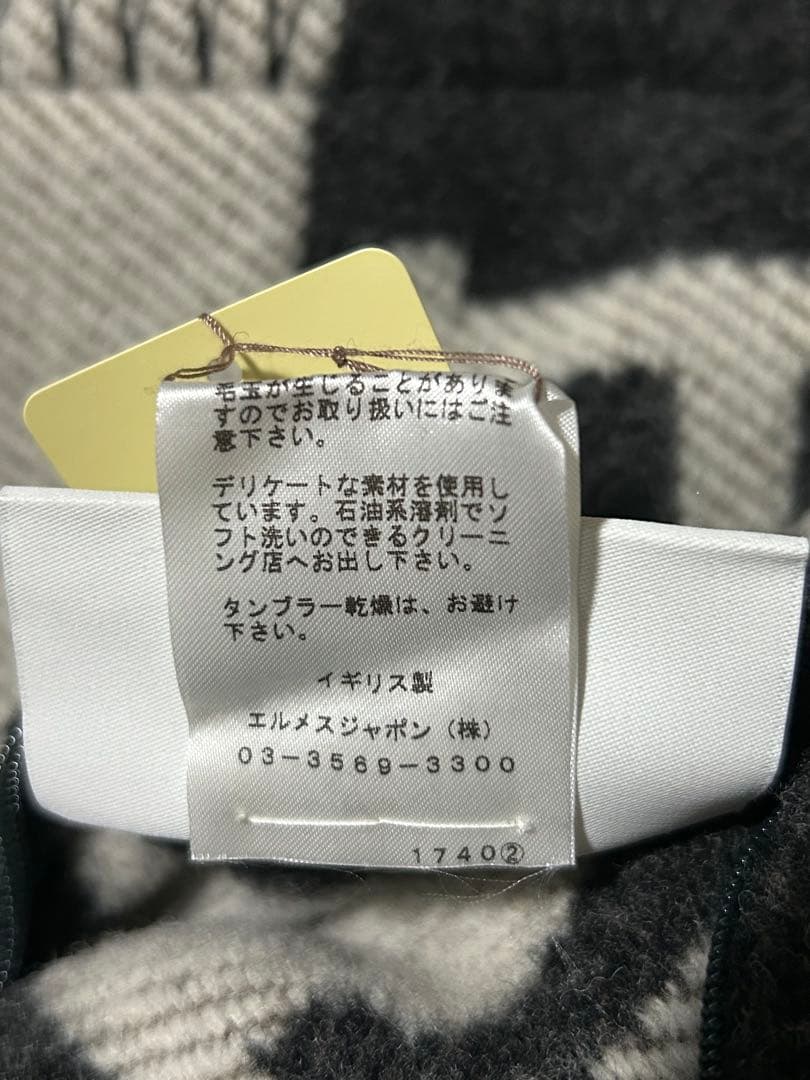 毛玉が生じることがありま
すのでお取り扱いにはご注
意下さい。
デリケートな素材を使用し
ています。石油系溶剤でソ
フト洗いのできるクリーニ
ング店へお出し下さい。
タンブラー乾燥は、お避け
下さい。
イギリス製
エルメスジャポン（株）
03-3569-3300
1740②